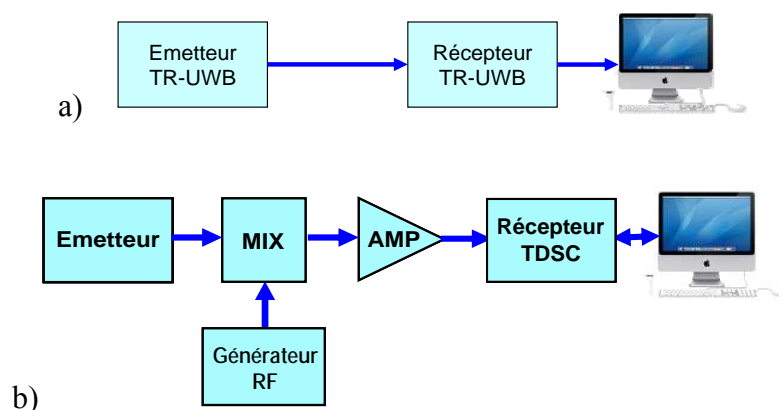 Emetteur
TR-UWB
Récepteur
TR-UWB
a)
Emetteur
MIX
AMP
Récepteur
TDSC
Générateur
RF
b)